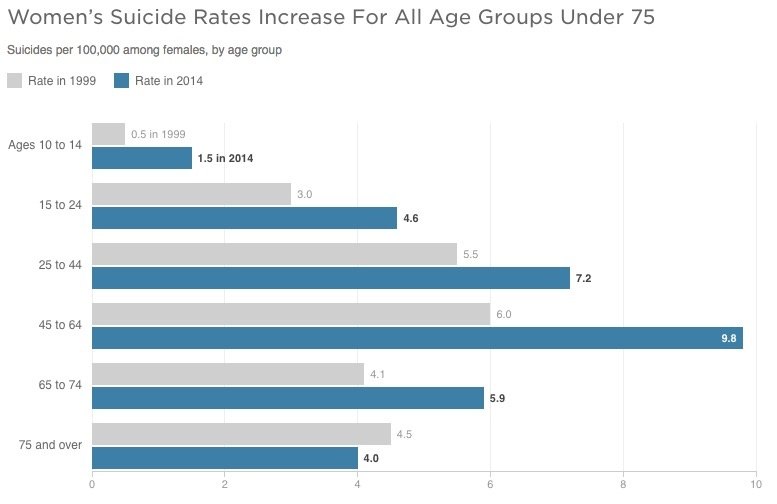 Women's Suicide Rates Increase For All Age Groups Under 75
Suicides per 100,000 among females, by age group
Rate in 1999 Rate in 2014
Ages 10 to 14
0.5 in 1999
1.5 in 2014
15 to 24
3.0
4.6
25 to 44
5.5
7.2
45 to 64
6.0
9.8
65 to 74
4.1
5.9
75 and over
4.5
4.0
0 2 4 6 8 10